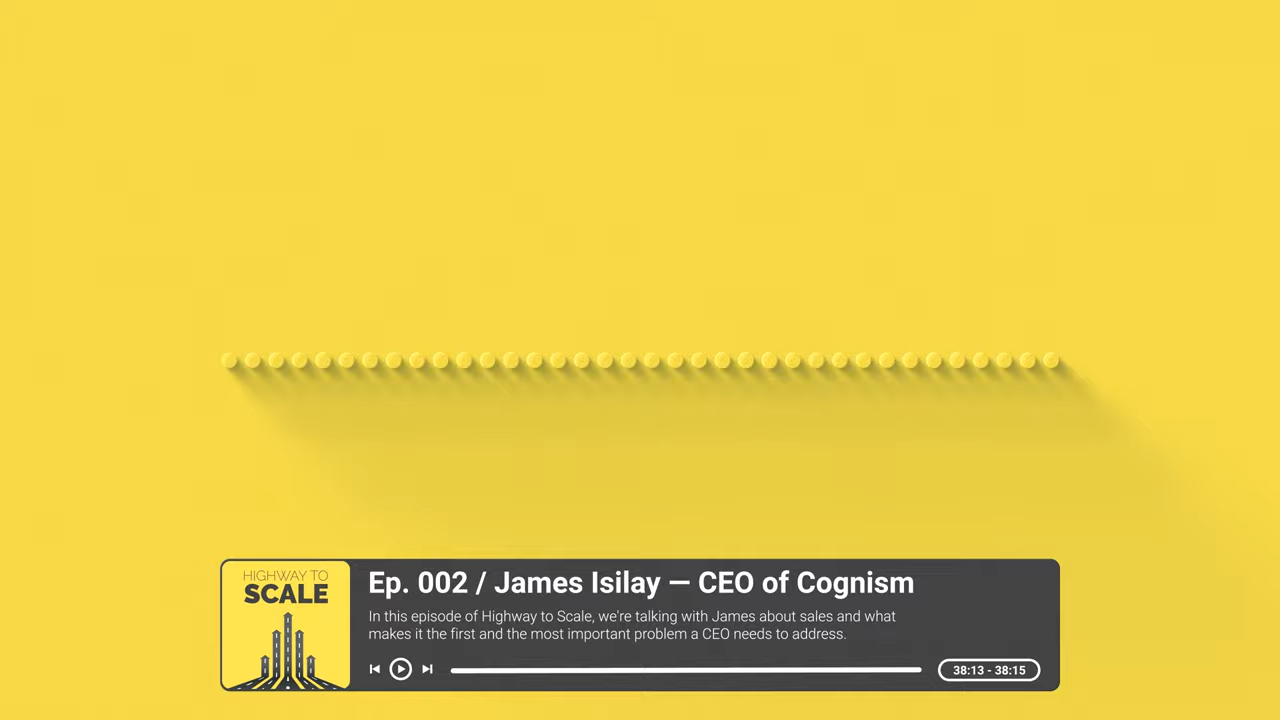 HIGHWAY TO
SCALE
Ep. 002 / James Isilay — CEO of Cognism
In this episode of Highway to Scale, we're talking with James about sales and what
makes it the first and the most important problem a CEO needs to address.
38:13 - 38:15